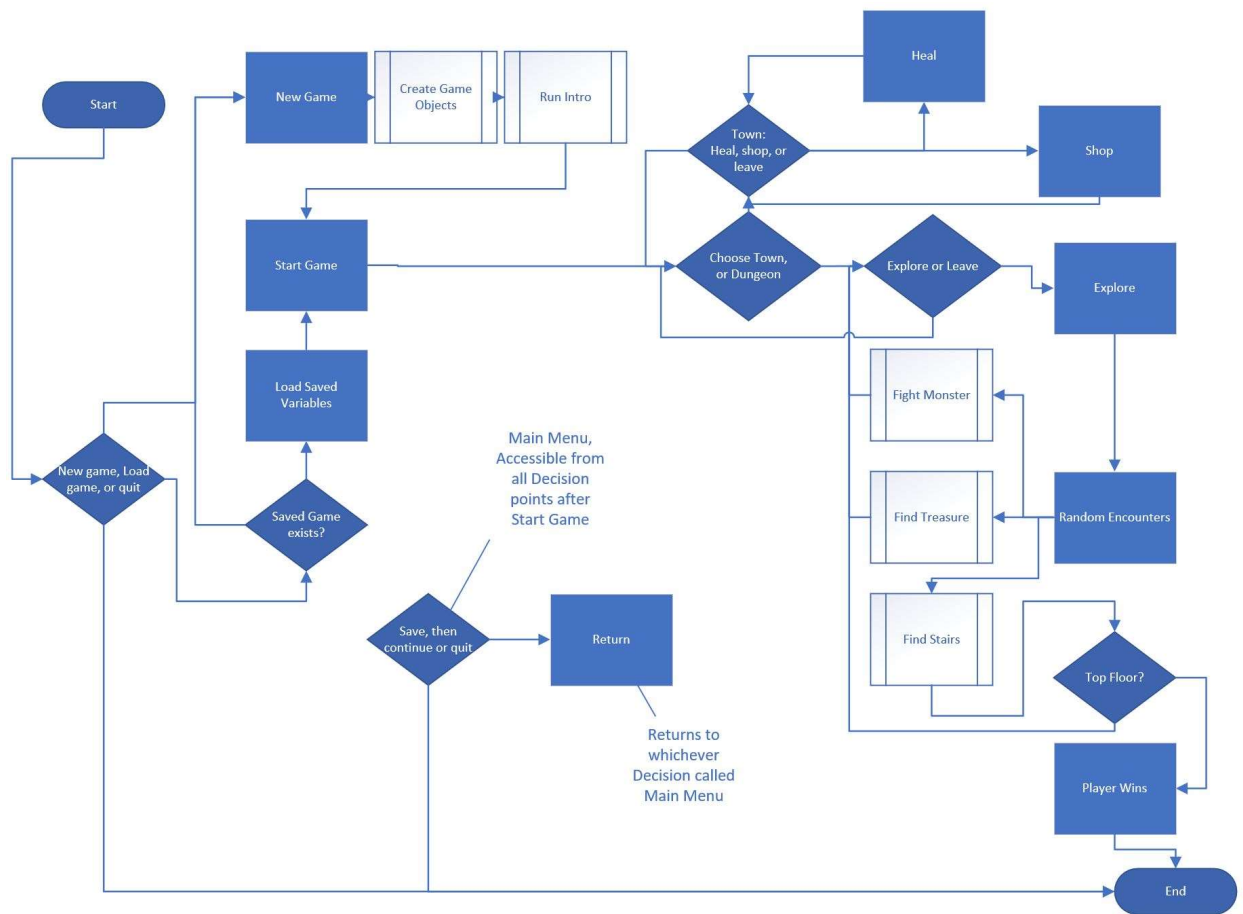 Start
New Game
Create Game
Objects
Run Intro
Heal
Town:
Heal, shop, or
leave
Shop
Start Game
Choose Town,
or Dungeon
Explore or Leave
Explore
Load Saved
Variables
Fight Monster
New game, Load
game, or quit
Saved Game
exists?
Main Menu,
Accessible from
all Decision
points after
Start Game
Find Treasure
Random Encounters
Save, then
continue or quit
Return
Find Stairs
Top Floor?
Returns to
whichever
Decision called
Main Menu
Player Wins
End